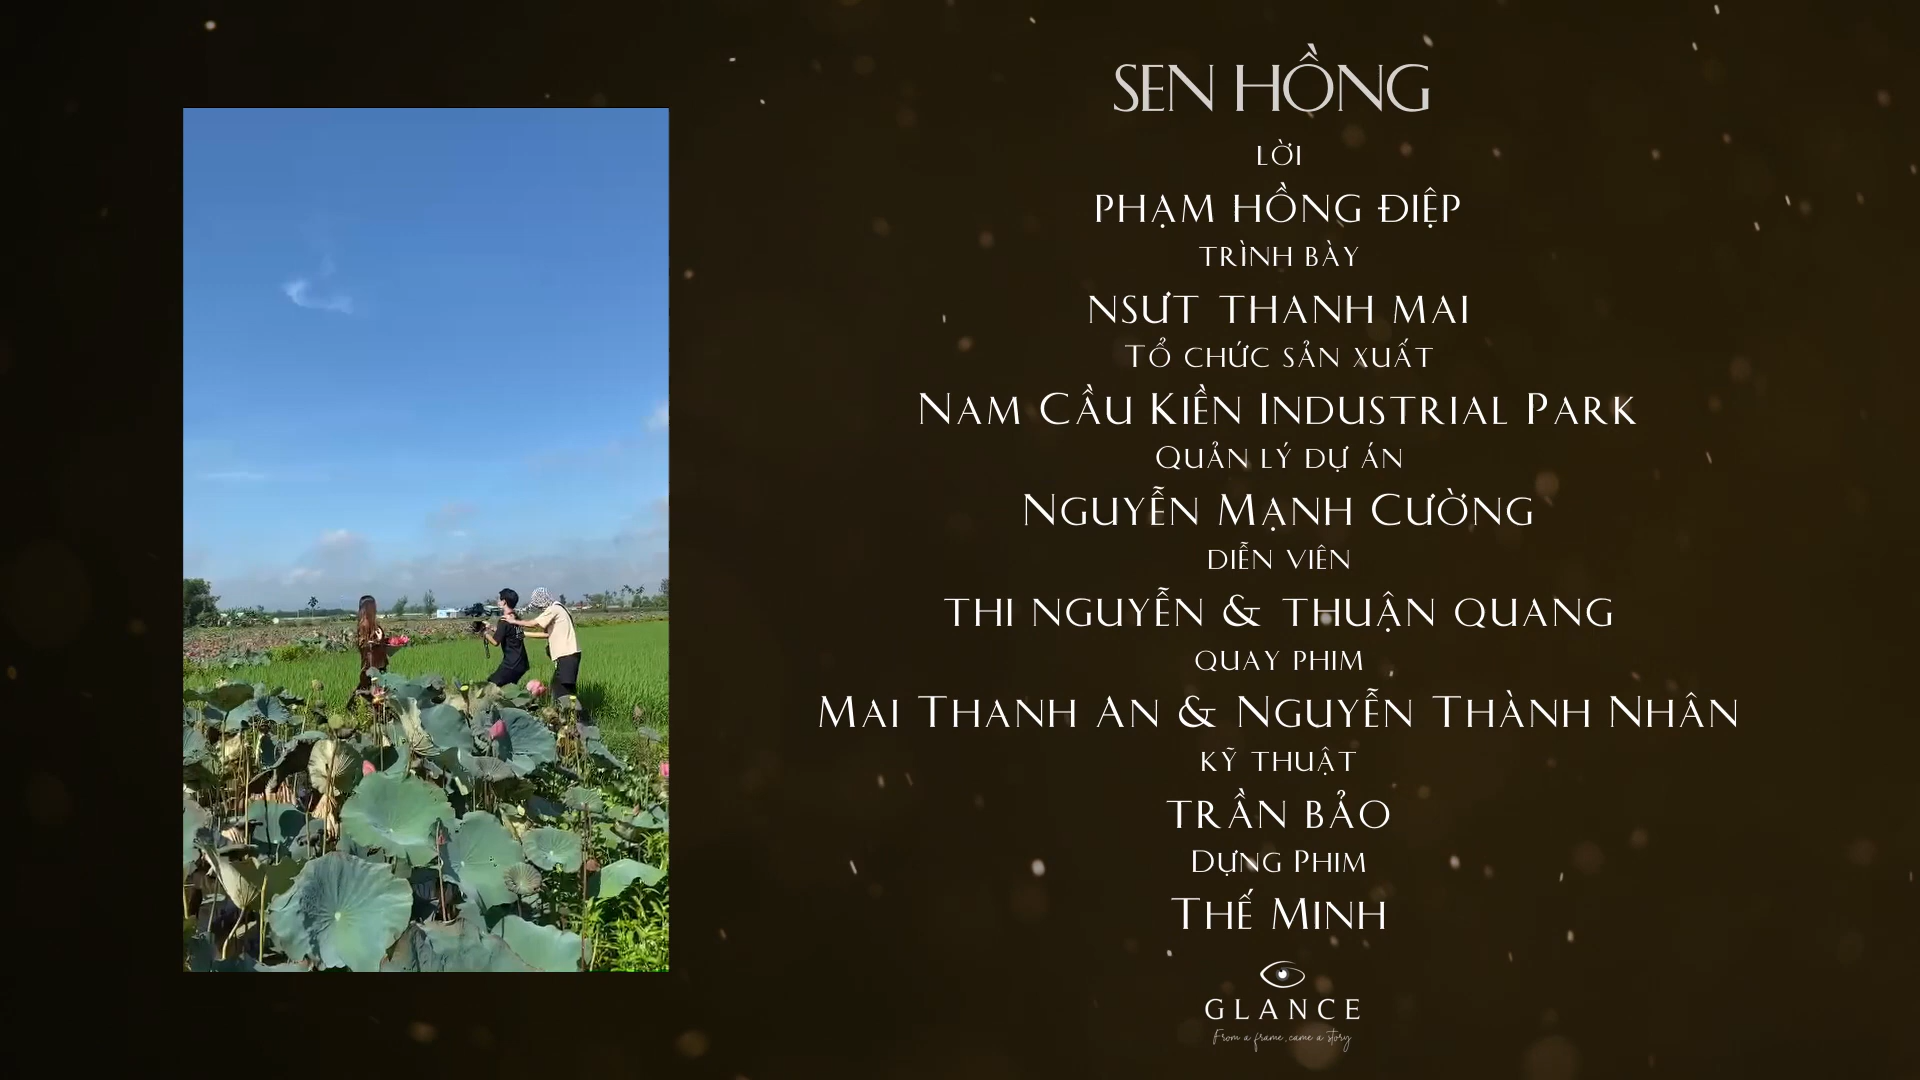 SEN HỒNG
LỜI
PHẠM HỒNG ĐIỆP
TRÌNH BÀY
NSƯT THANH MAI
TỔ CHỨC SẢN XUẤT
NAM CẦU KIỀN INDUSTRIAL PARK
QUẢN LÝ DỰ ÁN
NGUYỄN MẠNH CƯỜNG
DIỄN VIÊN
THI NGUYỄN & THUẬN QUANG
QUAY PHIM
MAI THANH AN & NGUYỄN THÀNH NHÂN
KỸ THUẬT
TRẦN BẢO
DỰNG PHIM
THẾ MINH
GLANCE
From a frame, came a story